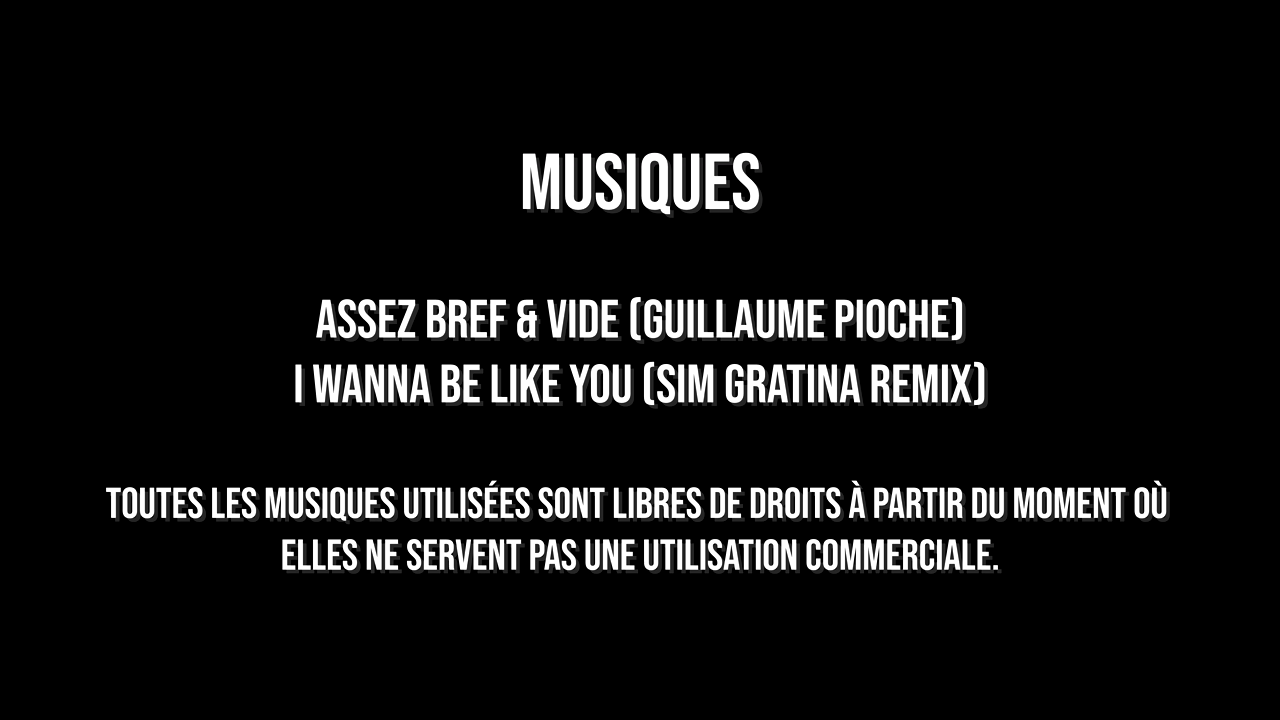 MUSIQUES
ASSEZ BREF & VIDE (GUILLAUME PIOCHE)
I WANNA BE LIKE YOU (SIM GRATINA REMIX)
TOUTES LES MUSIQUES UTILISÉES SONT LIBRES DE DROITS À PARTIR DU MOMENT OÙ
ELLES NE SERVENT PAS UNE UTILISATION COMMERCIALE.